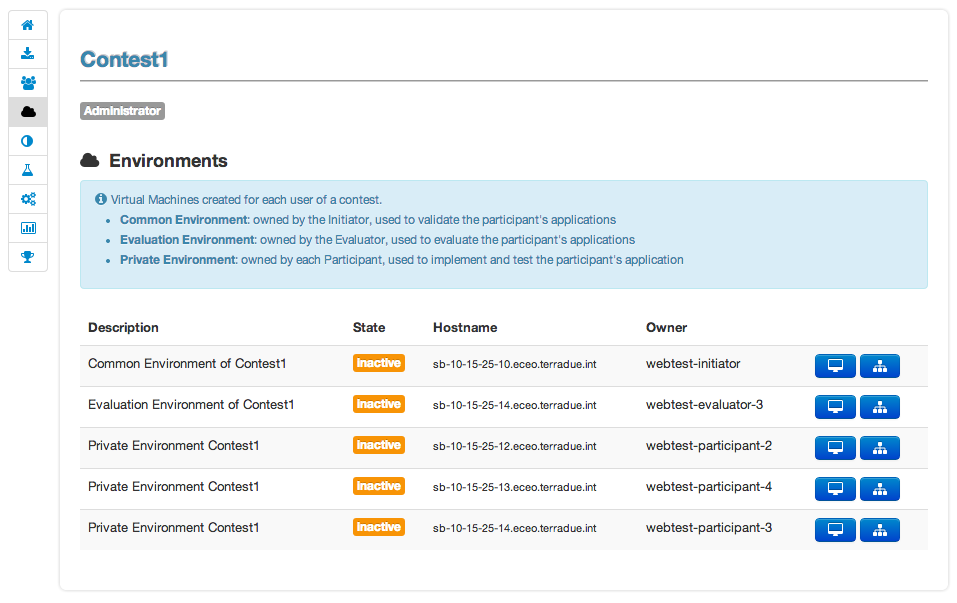 Contest1
Administrator
Environments
Virtual Machines created for each user of a contest.
• Common Environment: owned by the Initiator, used to validate the participant's applications
• Evaluation Environment: owned by the Evaluator, used to evaluate the participant's applications
• Private Environment: owned by each Participant, used to implement and test the participant's application
Description State Hostname Owner
Common Environment of Contest1 Inactive sb-10-15-25-10.eceo.terradue.int webtest-initiator
Evaluation Environment of Contest1 Inactive sb-10-15-25-14.eceo.terradue.int webtest-evaluator-3
Private Environment Contest1 Inactive sb-10-15-25-12.eceo.terradue.int webtest-participant-2
Private Environment Contest1 Inactive sb-10-15-25-13.eceo.terradue.int webtest-participant-4
Private Environment Contest1 Inactive sb-10-15-25-14.eceo.terradue.int webtest-participant-3